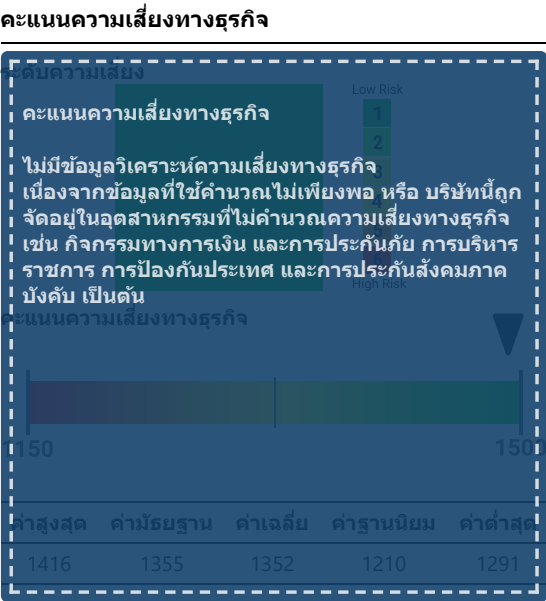 คะแนนความเสี่ยงทางธุรกิจ
ระดับความเสี่ยง
Low Risk
คะแนนความเสี่ยงทางธุรกิจ
1
2
3
ไม่มีข้อมูลวิเคราะห์ความเสี่ยงทางธุรกิจ
เนื่องจากข้อมูลที่ใช้คำนวณไม่เพียงพอ หรือ บริษัทนี้ถูก
จัดอยู่ในอุตสาหกรรมที่ไม่คำนวณความเสี่ยงทางธุรกิจ
เช่น กิจกรรมทางการเงิน และการประกันภัย การบริหาร
ราชการ การป้องกันประเทศ และการประกันสังคมภาค
บังคับ เป็นต้น
High Risk
คะแนนความเสี่ยงทางธุรกิจ
1150 1500
ค่าสูงสุด ค่ามัธยฐาน ค่าเฉลี่ย ค่าฐานนิยม ค่าต่ำสุด
1416 1355 1352 1210 1291